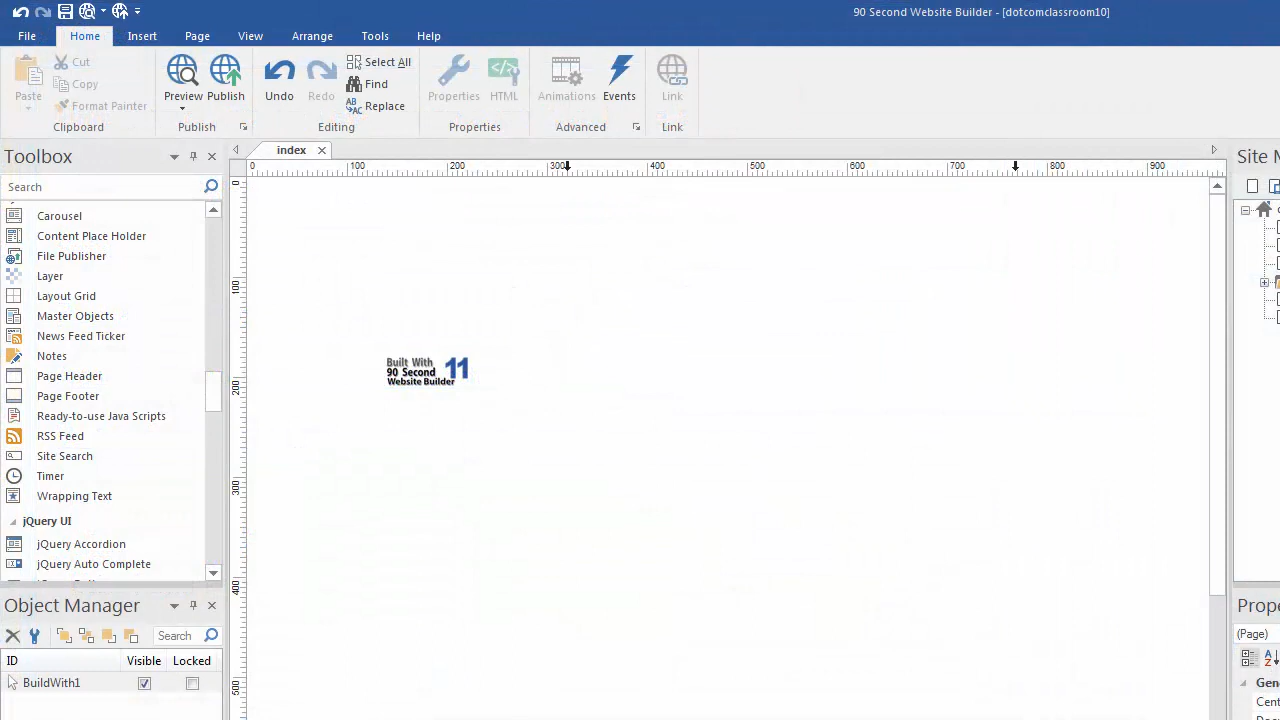 90 Second Website Builder - [dotcomclassroom10]
File Home Insert Page View Arrange Tools Help
Paste Cut Copy Format Painter
Preview Publish
Undo Redo Select All Find Replace
Properties HTML
Animations Events
Link
Clipboard Publish Editing Properties Advanced Link
Toolbox
index
Site M
Search
0 100 200 300 400 500 600 700 800 900
0
100
200
300
400
500
Carousel
Content Place Holder
File Publisher
Layer
Layout Grid
Master Objects
News Feed Ticker
Notes
Page Header
Page Footer
Ready-to-use Java Scripts
RSS Feed
Site Search
Timer
Wrapping Text
jQuery UI
jQuery Accordion
jQuery Auto Complete
Built With
90 Second 11
Website Builder
Object Manager
Search
ID Visible Locked
BuildWith1
Prope
(Page)
Gene
Cent